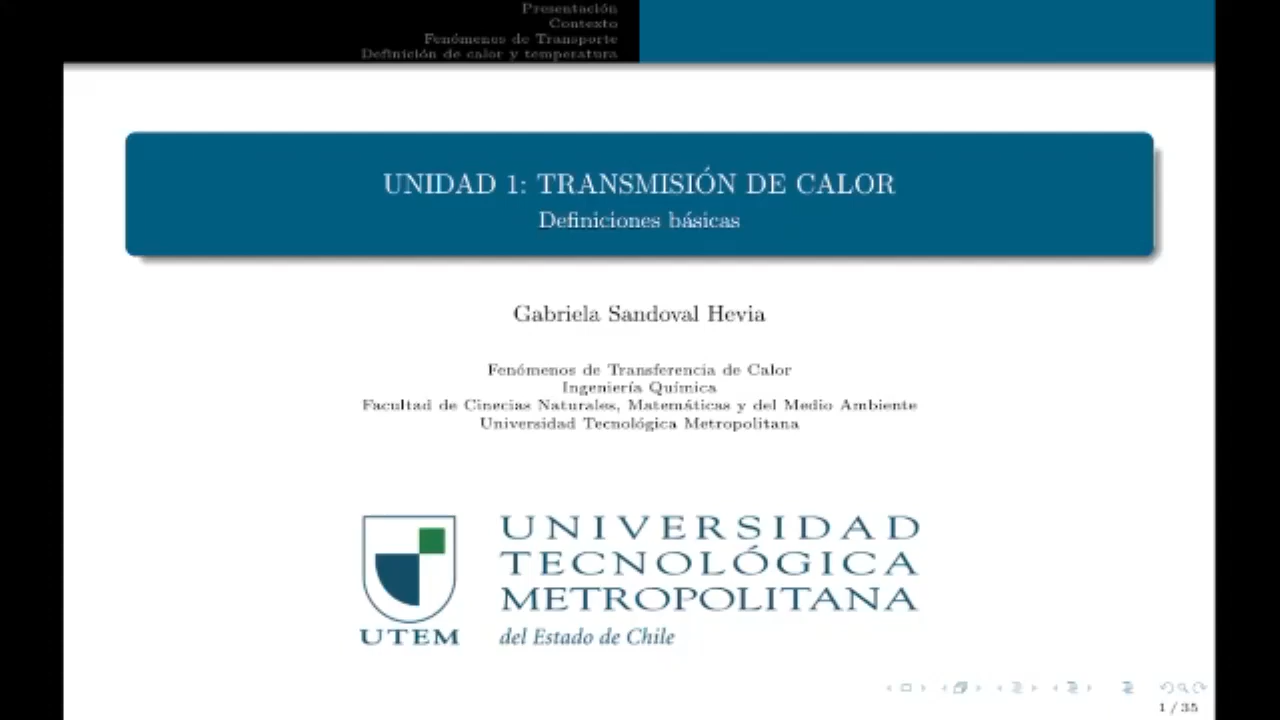 Presentación
Contexto
Fenómenos de Transporte
Definición de calor y temperatura
UNIDAD 1: TRANSMISIÓN DE CALOR
Definiciones básicas
Gabriela Sandoval Hevia
Fenómenos de Transferencia de Calor
Ingeniería Química
Facultad de Cinecias Naturales, Matemáticas y del Medio Ambiente
Universidad Tecnológica Metropolitana
UNIVERSIDAD
TECNOLÓGICA
METROPOLITANA
UTEM
del Estado de Chile
1 / 35